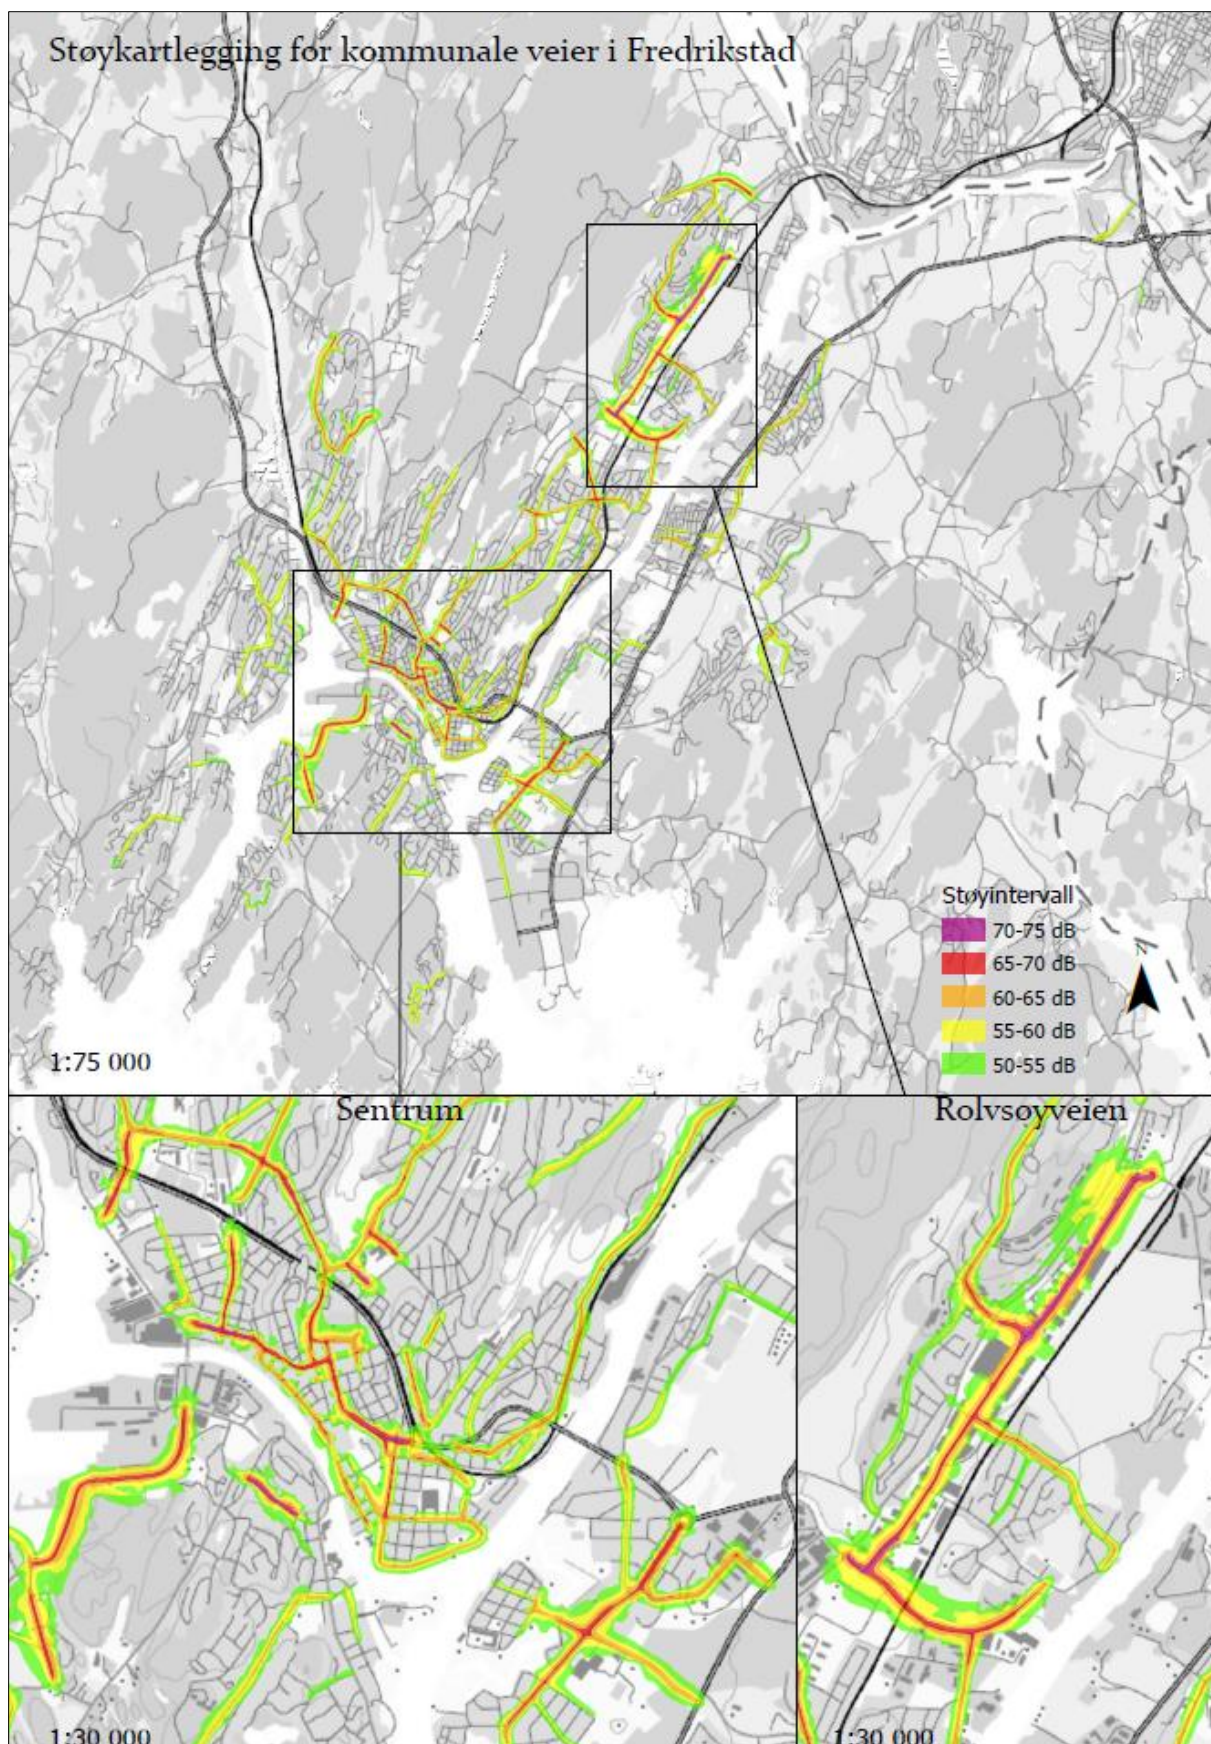 Støykartlegging for kommunale veier i Fredrikstad
Støyintervall
70-75 dB
65-70 dB
60-65 dB
55-60 dB
50-55 dB
N
1:75 000
Sentrum
Rolvsøyveien
1:30 000
1:30 000